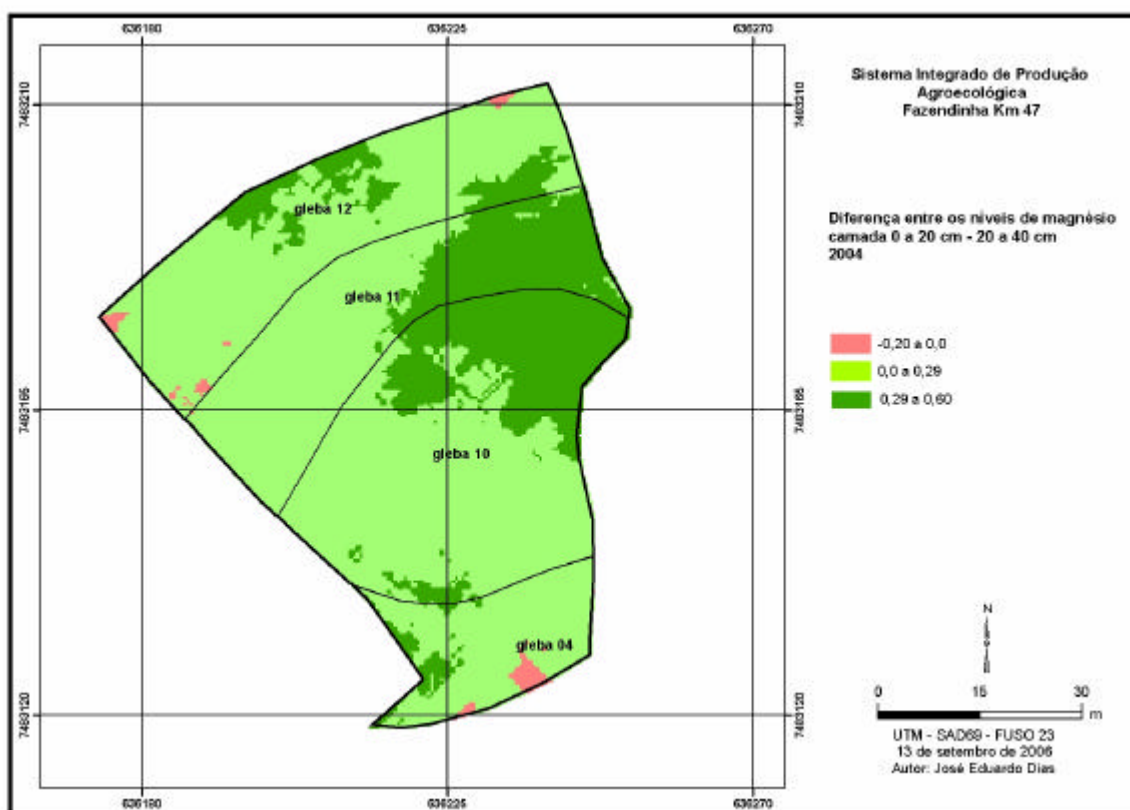 636180 636225 636270
7483210 7483210
7483165 7483165
7483120 7483120
636180 636225 636270
gleba 12
gleba 11
gleba 10
gleba 04
Sistema Integrado de Produção
Agroecológica
Fazendinha Km 47
Diferença entre os níveis de magnésio
camada 0 a 20 cm - 20 a 40 cm
2004
-0,20 a 0,0
0,0 a 0,29
0,29 a 0,60
N
0 15 30
m
UTM - SAD69 - FUSO 23
13 de setembro de 2006
Autor: José Eduardo Dias